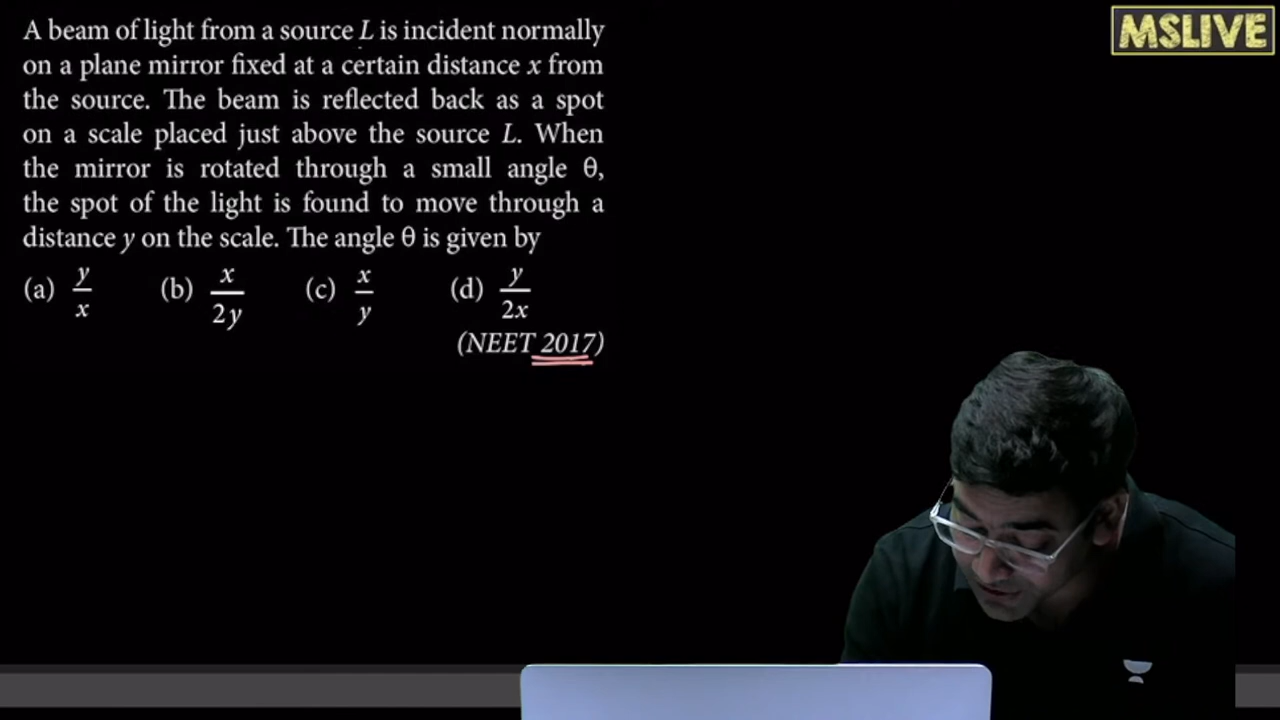 A beam of light from a source L is incident normally
on a plane mirror fixed at a certain distance x from
the source. The beam is reflected back as a spot
on a scale placed just above the source L. When
the mirror is rotated through a small angle θ,
the spot of the light is found to move through a
distance y on the scale. The angle θ is given by
(a) y/x (b) x/2y (c) x/y (d) y/2x
(NEET 2017)
MSLIVE